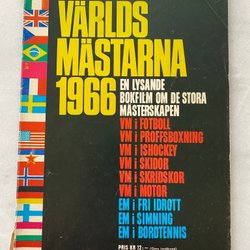 VÄRLDS
MÄSTARNA
1966
EN LYSANDE
BOKFILM OM DE STORA
MÄSTERSKAPEN
VM i FOTBOLL
VM i PROFFSBOXNING
VM i ISHOCKEY
VM i SKIDOR
VM i SKRIDSKOR
VM i MOTOR
EM i FRI IDROTT
EM i SIMNING
EM i BORDTENNIS
PRIS KR 12:—